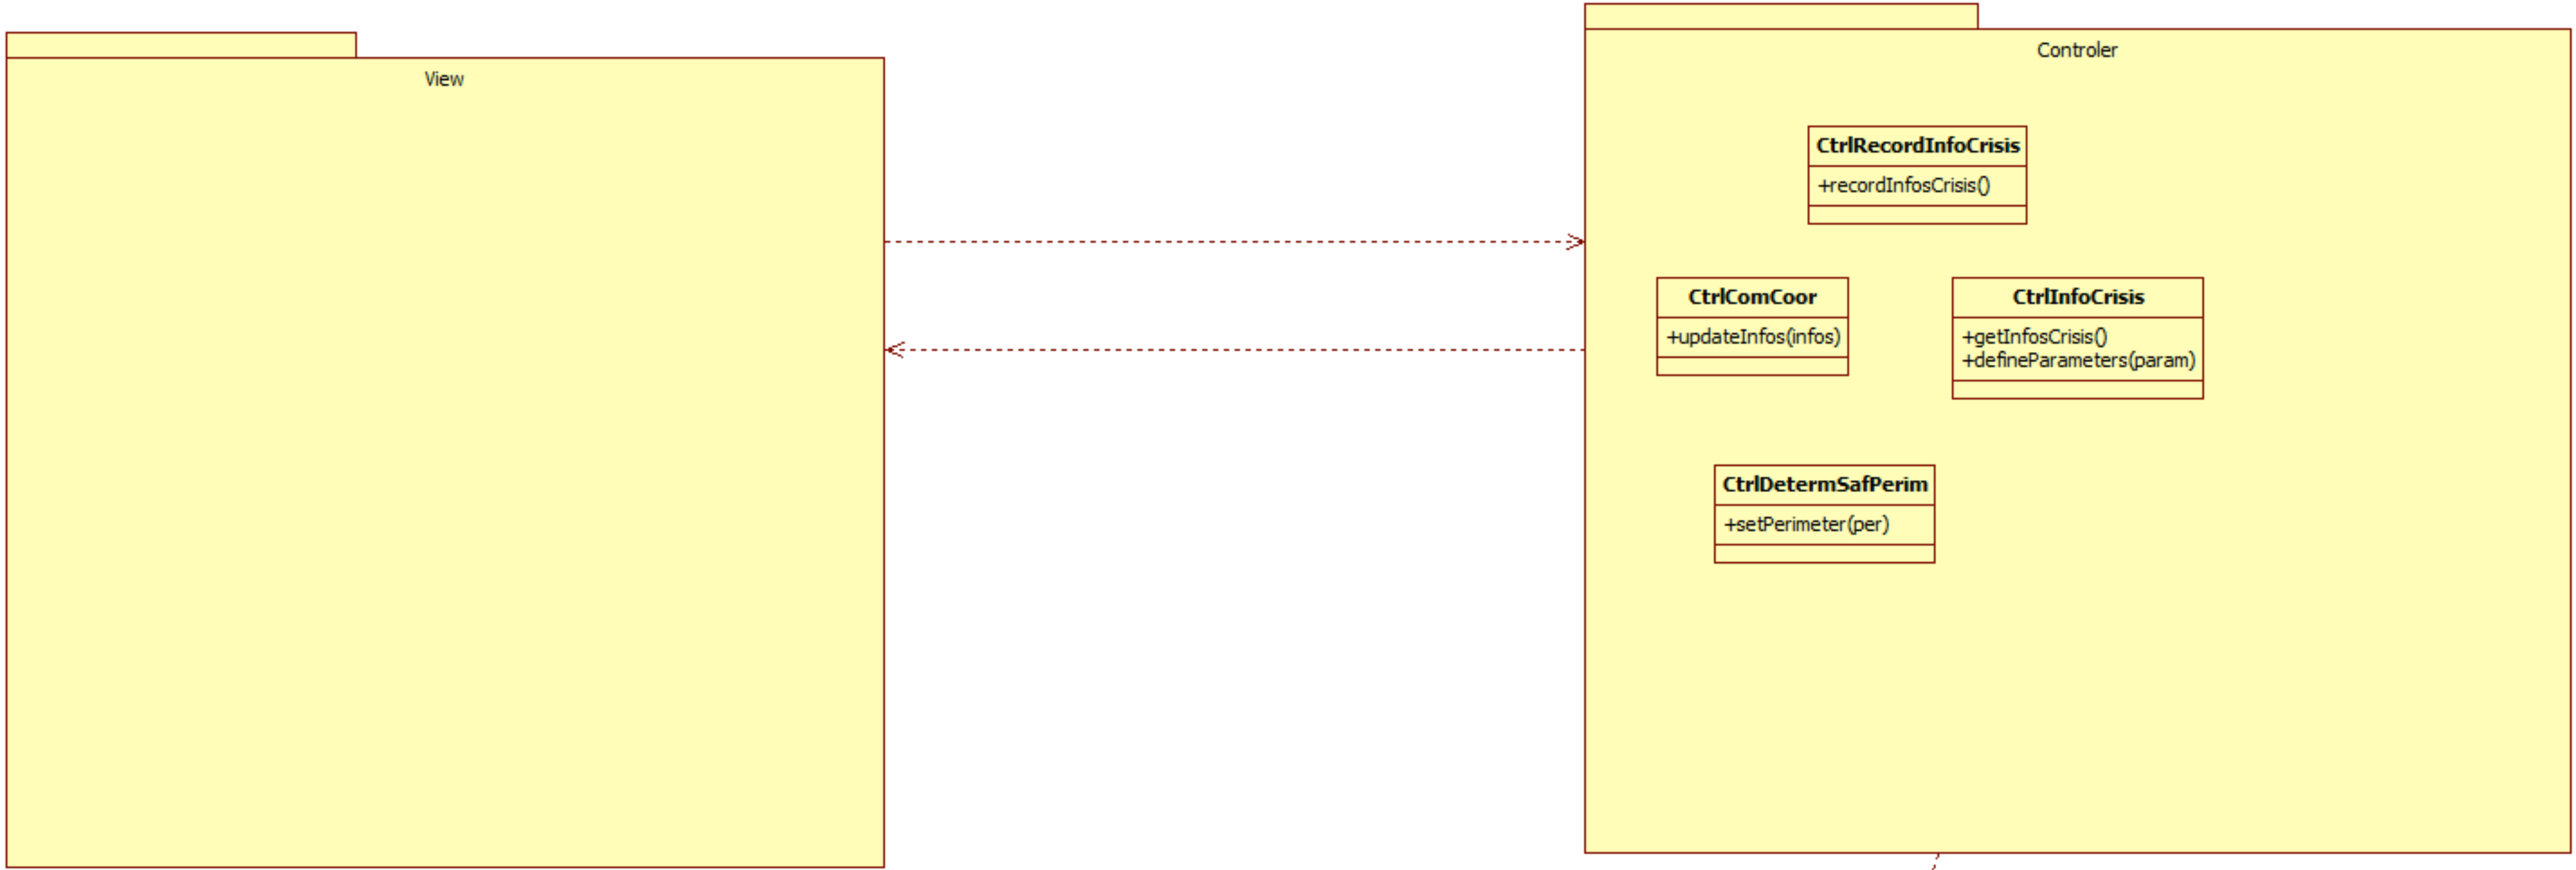 View
Controler
CtrlRecordInfoCrisis
+recordInfosCrisis()
CtrlComCoor
+updateInfos(infos)
CtrlInfoCrisis
+getInfosCrisis()
+defineParameters(param)
CtrlDetermSafPerim
+setPerimeter(per)